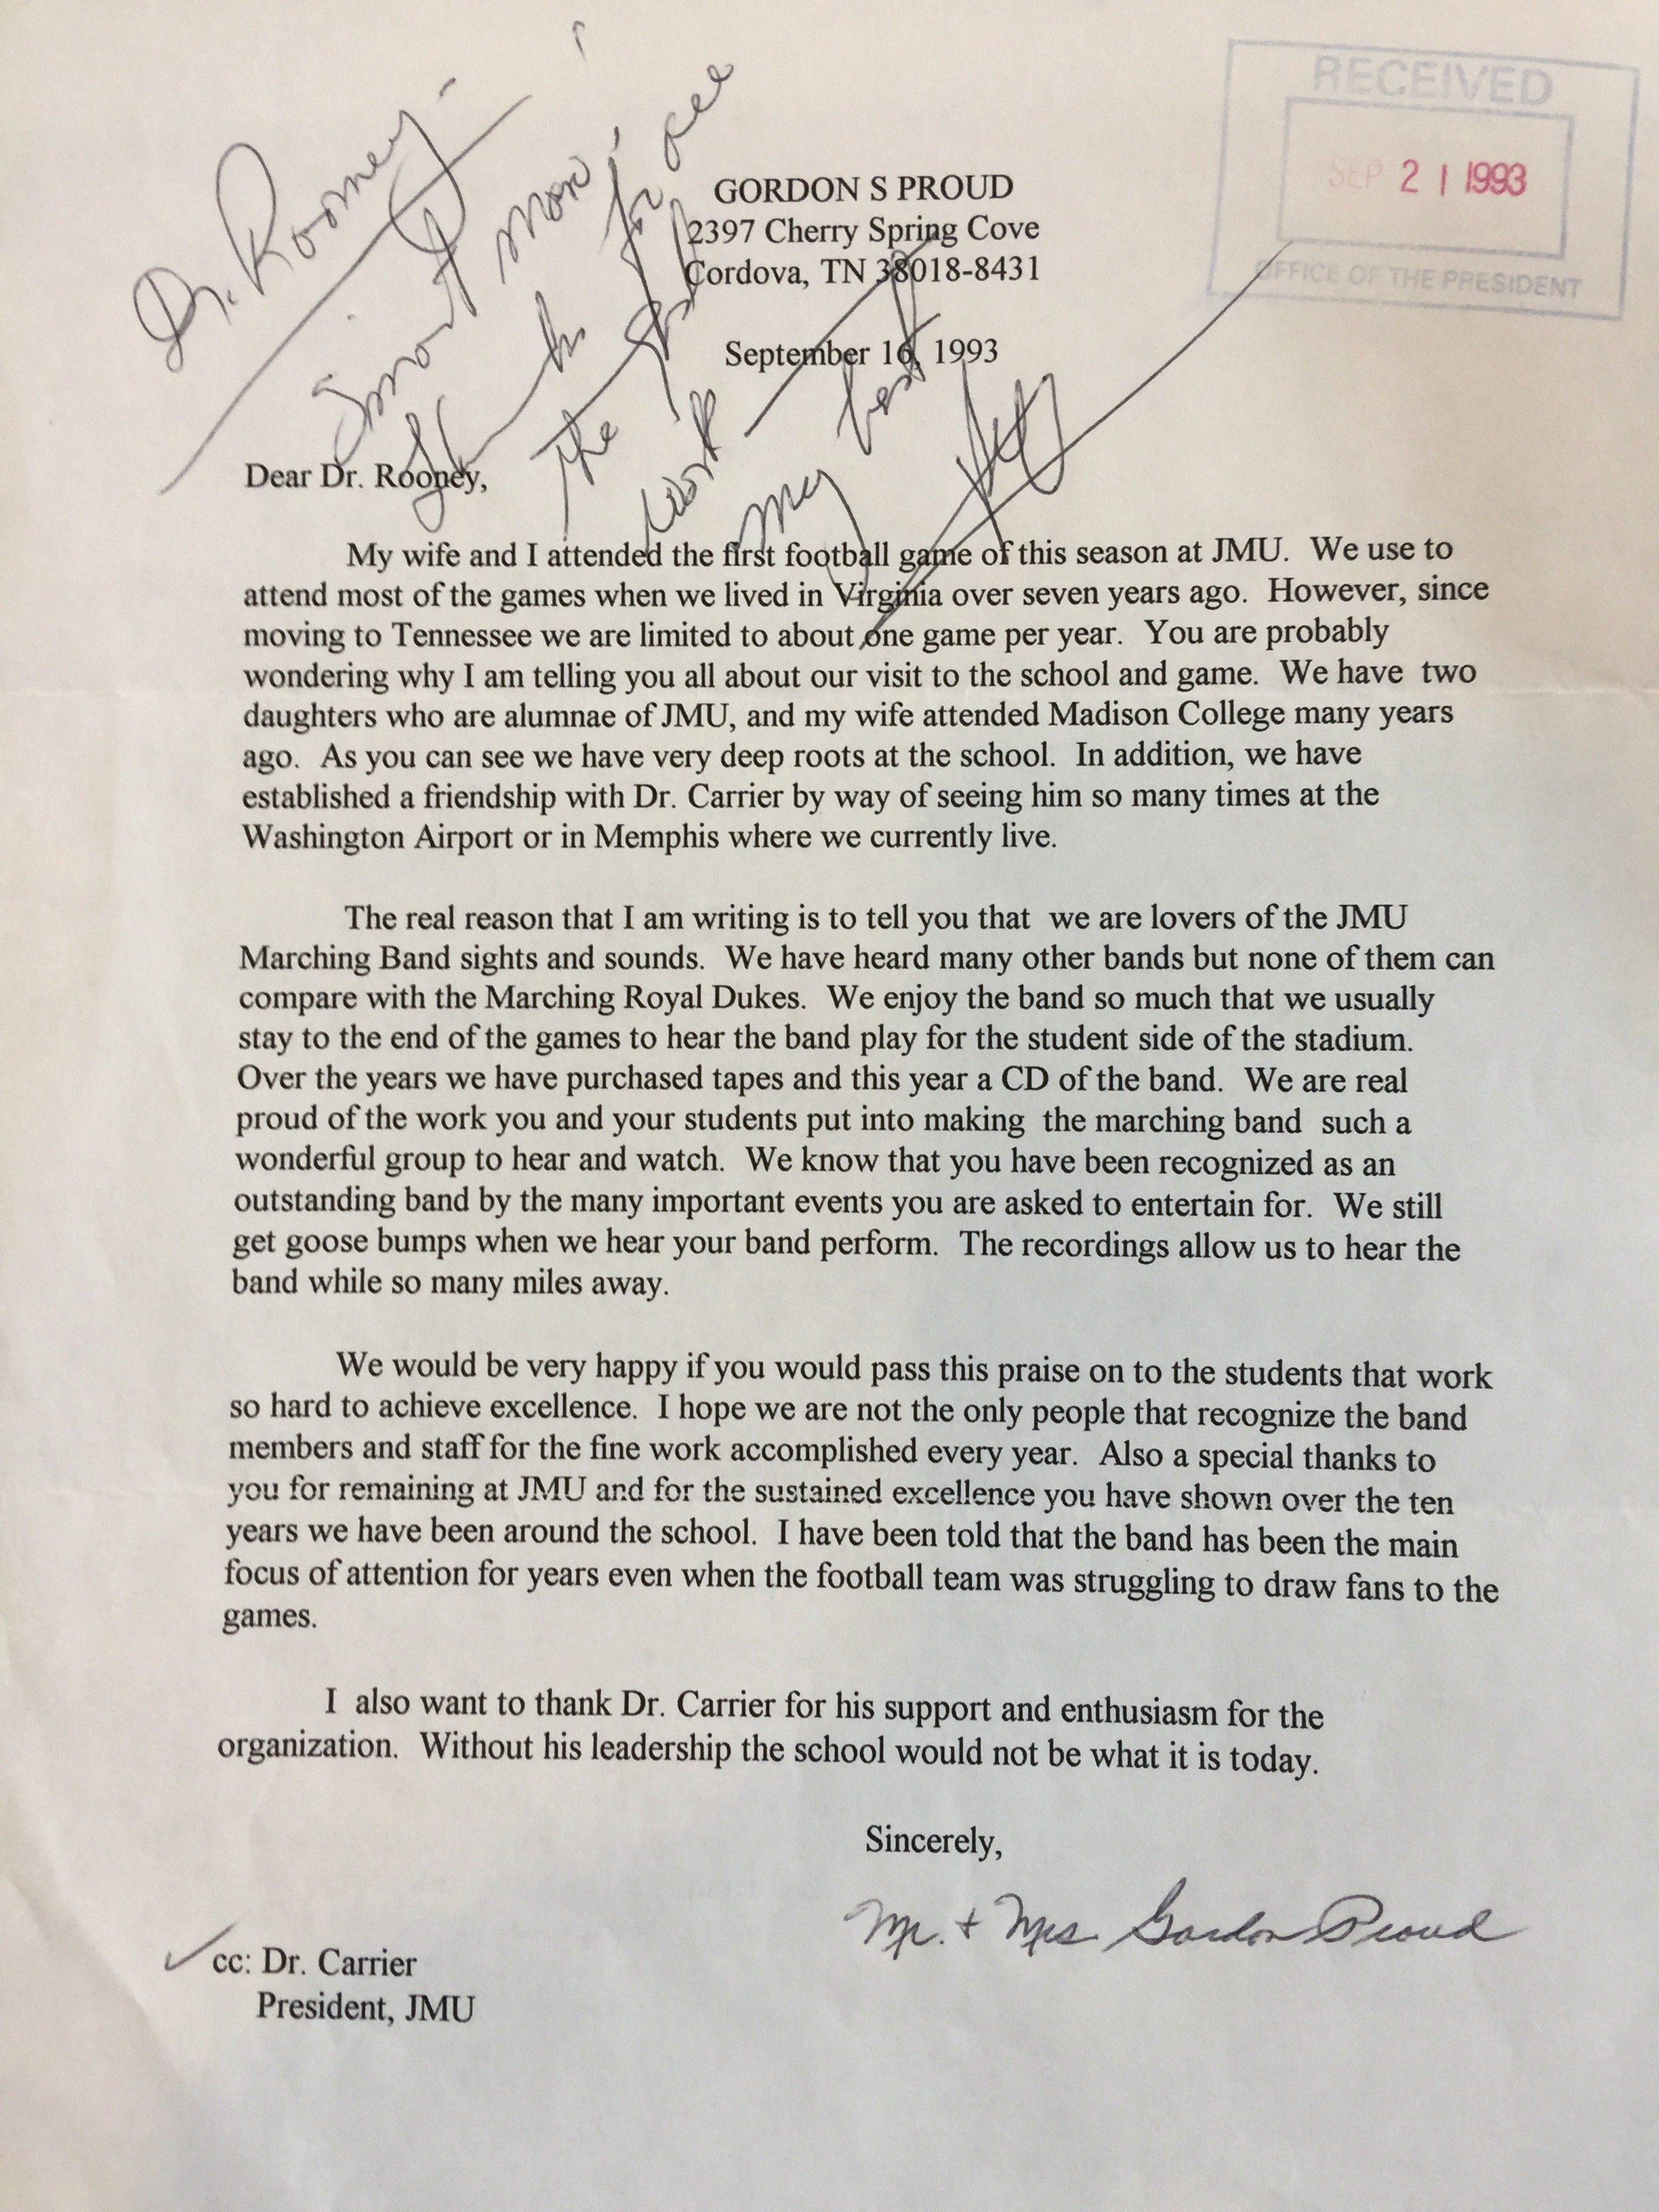 RECEIVED
SEP 21 1993
OFFICE OF THE PRESIDENT
Dr. Rooney -
Smart man!
Thanks for all
the
work -
my best
GORDON S PROUD
2397 Cherry Spring Cove
Cordova, TN 38018-8431
September 16, 1993
Dear Dr. Rooney,
My wife and I attended the first football game of this season at JMU. We use to
attend most of the games when we lived in Virginia over seven years ago. However, since
moving to Tennessee we are limited to about one game per year. You are probably
wondering why I am telling you all about our visit to the school and game. We have two
daughters who are alumnae of JMU, and my wife attended Madison College many years
ago. As you can see we have very deep roots at the school. In addition, we have
established a friendship with Dr. Carrier by way of seeing him so many times at the
Washington Airport or in Memphis where we currently live.
The real reason that I am writing is to tell you that we are lovers of the JMU
Marching Band sights and sounds. We have heard many other bands but none of them can
compare with the Marching Royal Dukes. We enjoy the band so much that we usually
stay to the end of the games to hear the band play for the student side of the stadium.
Over the years we have purchased tapes and this year a CD of the band. We are real
proud of the work you and your students put into making the marching band such a
wonderful group to hear and watch. We know that you have been recognized as an
outstanding band by the many important events you are asked to entertain for. We still
get goose bumps when we hear your band perform. The recordings allow us to hear the
band while so many miles away.
We would be very happy if you would pass this praise on to the students that work
so hard to achieve excellence. I hope we are not the only people that recognize the band
members and staff for the fine work accomplished every year. Also a special thanks to
you for remaining at JMU and for the sustained excellence you have shown over the ten
years we have been around the school. I have been told that the band has been the main
focus of attention for years even when the football team was struggling to draw fans to the
games.
I also want to thank Dr. Carrier for his support and enthusiasm for the
organization. Without his leadership the school would not be what it is today.
Sincerely,
Mr. + Mrs. Gordon Proud
cc: Dr. Carrier
President, JMU